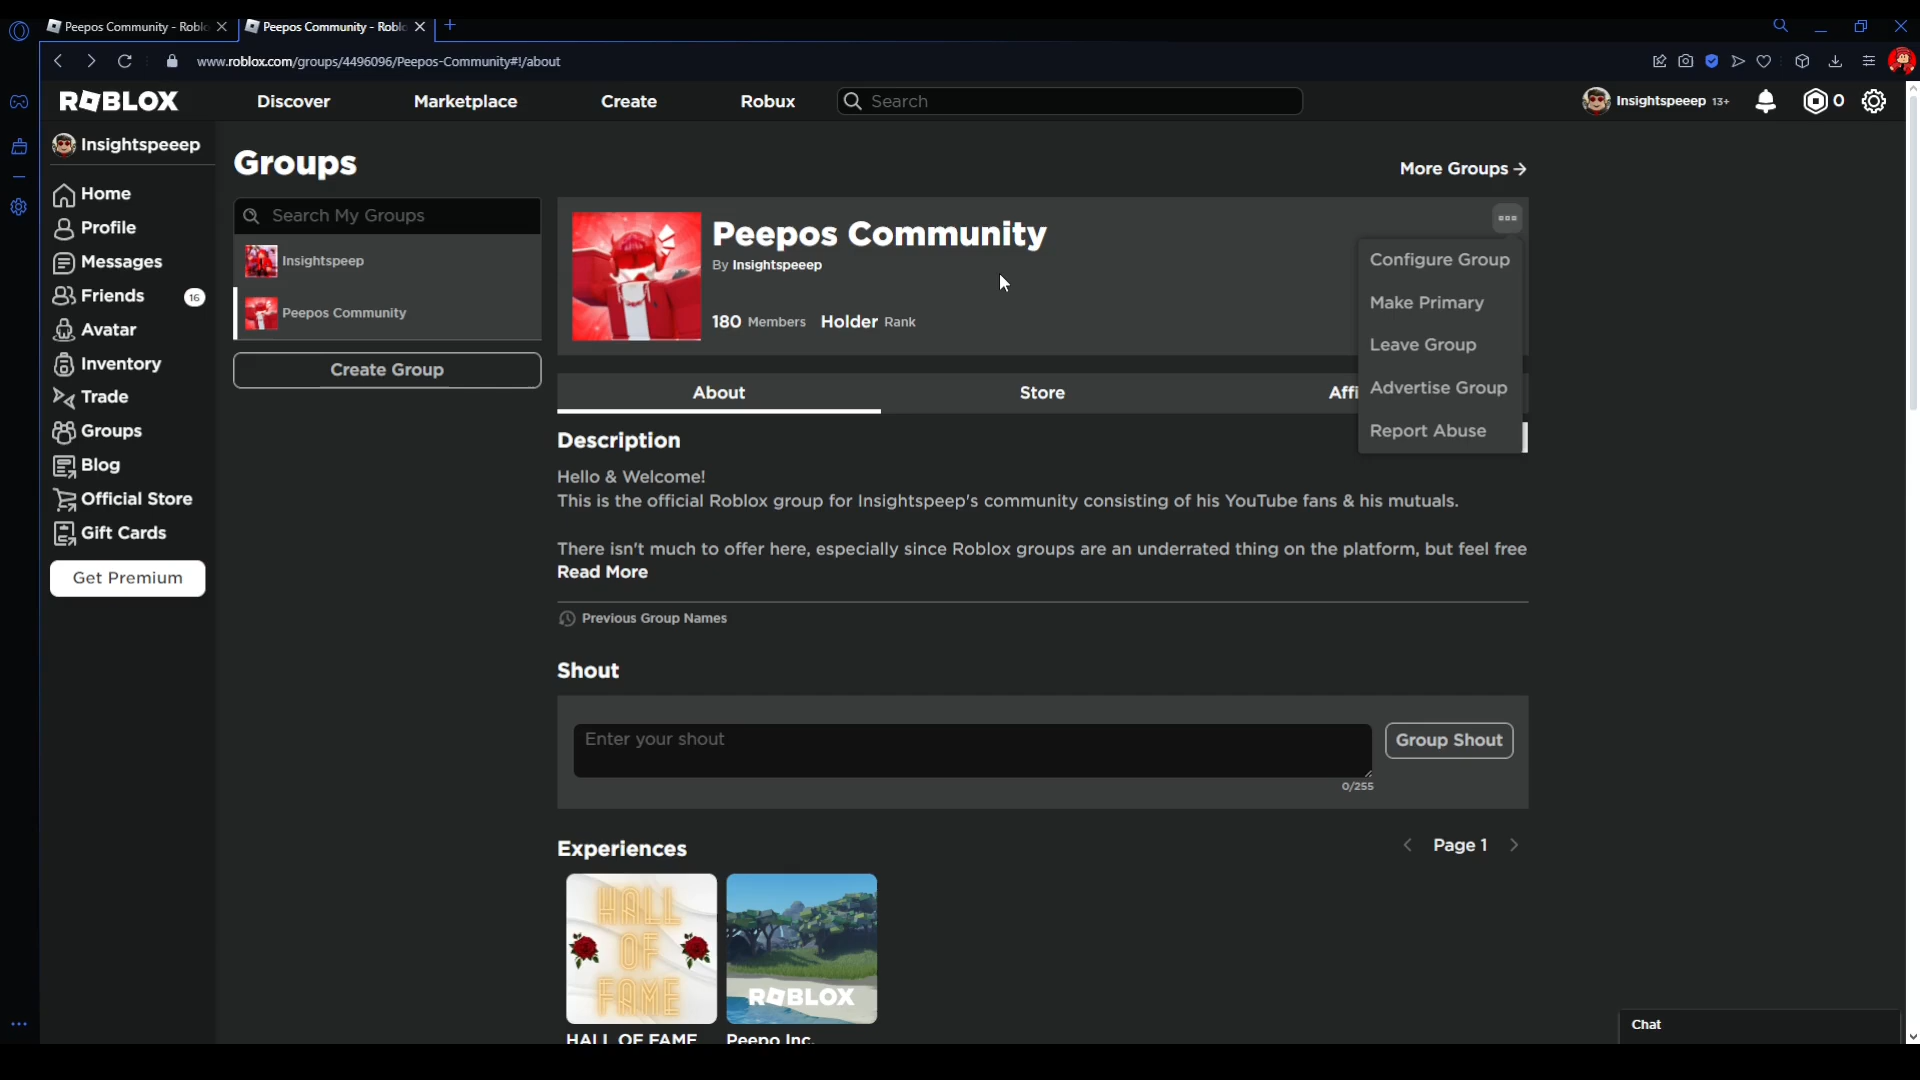 Peepos Community - Roblo
Peepos Community - Roblo
www.roblox.com/groups/4496096/Peepos-Community#!/about
ROBLOX
Discover
Marketplace
Create
Robux
Search
Insightspeeep 13+
0
Insightspeeep
Home
Profile
Messages
Friends
16
Avatar
Inventory
Trade
Groups
Blog
Official Store
Gift Cards
Get Premium
Groups
More Groups
Search My Groups
Insightspeep
Peepos Community
Create Group
Peepos Community
By Insightspeeep
180 Members Holder Rank
Configure Group
Make Primary
Leave Group
Advertise Group
Report Abuse
About
Store
Affi
Description
Hello & Welcome!
This is the official Roblox group for Insightspeep's community consisting of his YouTube fans & his mutuals.
There isn't much to offer here, especially since Roblox groups are an underrated thing on the platform, but feel free
Read More
Previous Group Names
Shout
Enter your shout
Group Shout
0/255
Experiences
Page 1
HALL
OF
FAME
ROBLOX
HALL OF FAME
Peepo Inc.
Chat